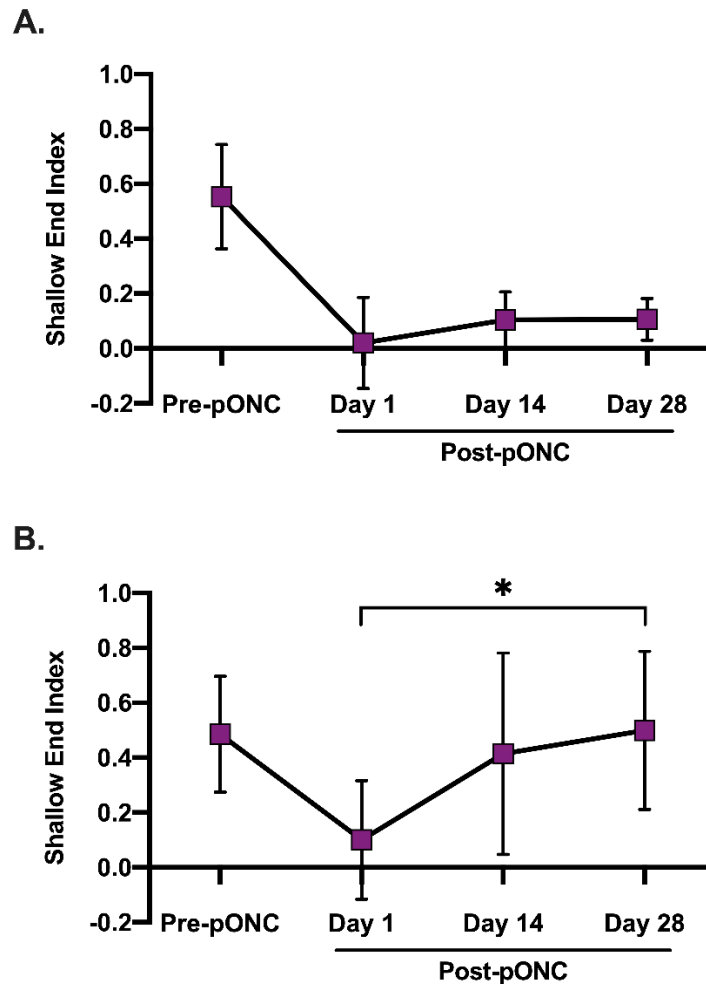 A.
1.0
0.8
0.6
0.4
0.2
0.0
-0.2
Shallow End Index
Pre-pONC Day 1 Day 14 Day 28
Post-pONC
B.
*
1.0
0.8
0.6
0.4
0.2
0.0
-0.2
Shallow End Index
Pre-pONC Day 1 Day 14 Day 28
Post-pONC